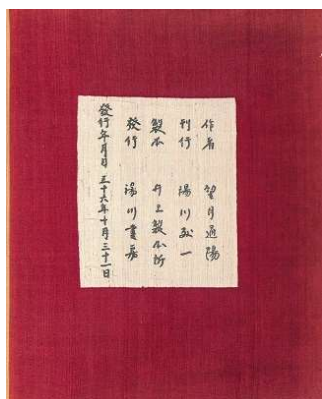 作者 望月通陽
刊行 湯川成一
製本 井上製本所
發行 湯川書房
發行年月日 三十六年十月三十一日